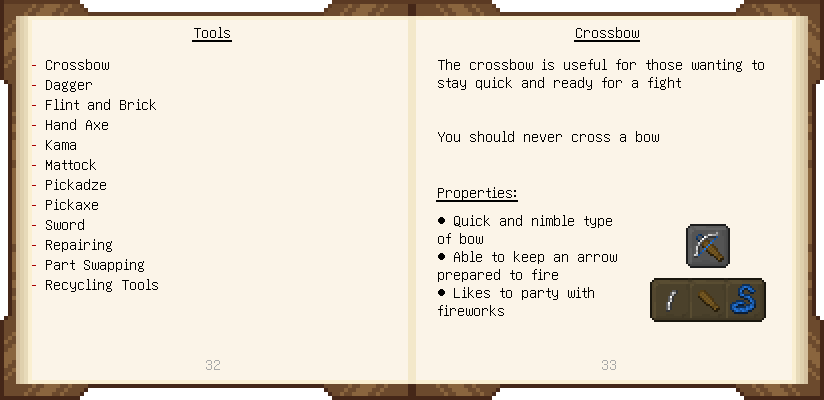 Tools
- Crossbow
- Dagger
- Flint and Brick
- Hand Axe
- Kama
- Mattock
- Pickadze
- Pickaxe
- Sword
- Repairing
- Part Swapping
- Recycling Tools
32
Crossbow
The crossbow is useful for those wanting to
stay quick and ready for a fight
You should never cross a bow
Properties:
• Quick and nimble type
of bow
• Able to keep an arrow
prepared to fire
• Likes to party with
fireworks
33